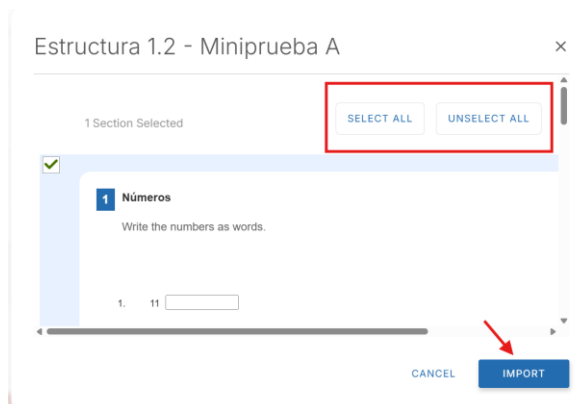 Estructura 1.2 - Miniprueba A ×
1 Section Selected SELECT ALL UNSELECT ALL
1 Números
Write the numbers as words.
1. 11
CANCEL IMPORT